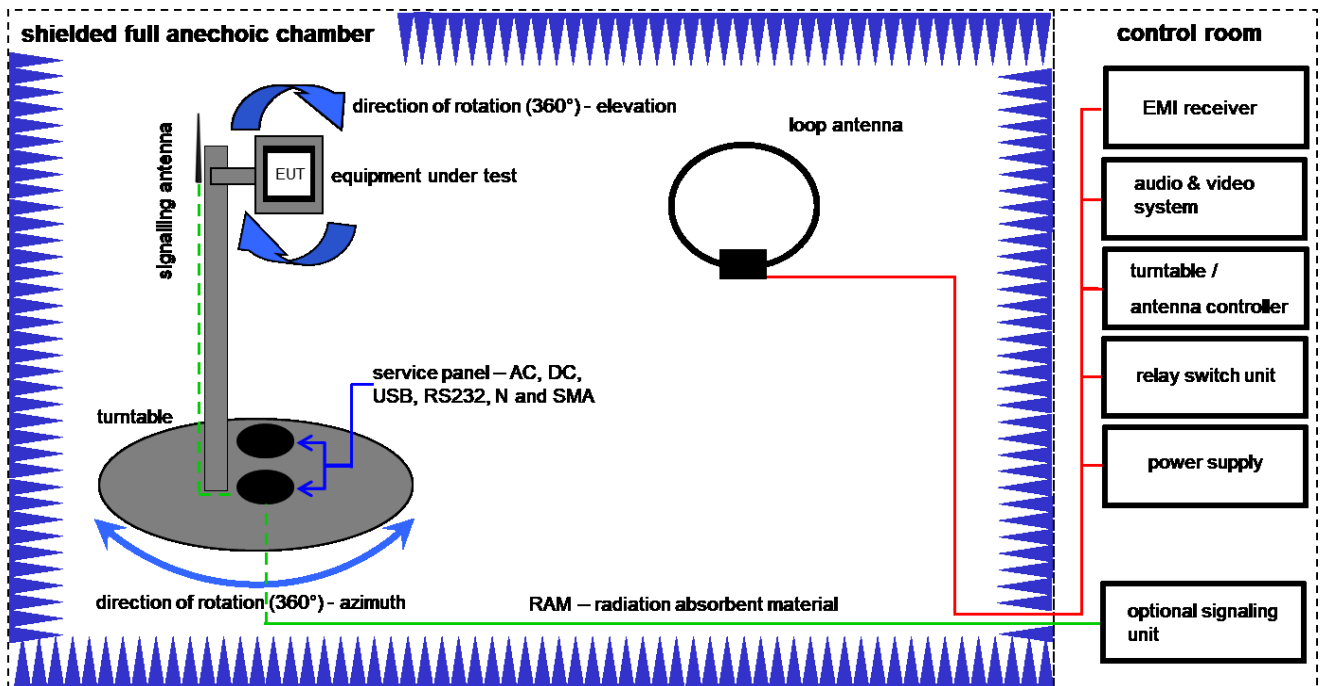 shielded full anechoic chamber
control room
direction of rotation (360°) - elevation
signalling antenna
EUT
equipment under test
loop antenna
EMI receiver
audio & video
system
turntable /
antenna controller
relay switch unit
power supply
service panel – AC, DC,
USB, RS232, N and SMA
turntable
direction of rotation (360°) - azimuth
RAM – radiation absorbent material
optional signaling
unit